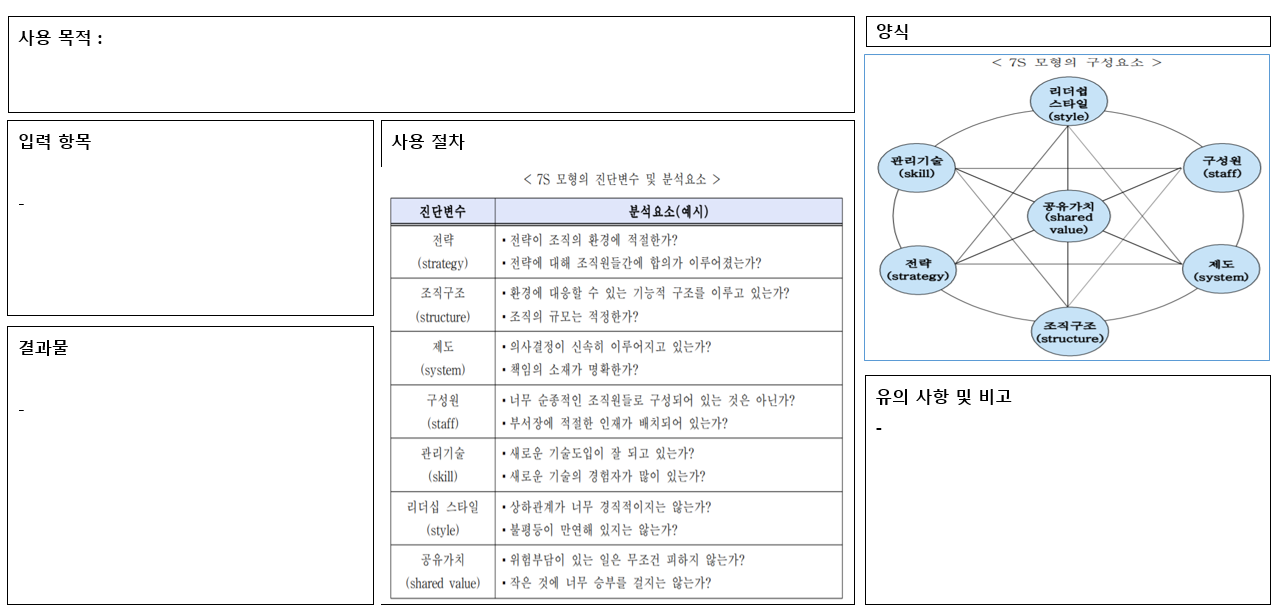 사용 목적 :
양식
< 7S 모형의 구성요소 >
리더쉽
스타일
(style)
관리기술
(skill)
구성원
(staff)
공유가치
(shared
value)
전략
(strategy)
제도
(system)
조직구조
(structure)
입력 항목
-
결과물
-
사용 절차
< 7S 모형의 진단변수 및 분석요소 >
진단변수 분석요소(예시)
전략
(strategy)
▪전략이 조직의 환경에 적절한가?
▪전략에 대해 조직원들간에 합의가 이루어졌는가?
조직구조
(structure)
▪환경에 대응할 수 있는 기능적 구조를 이루고 있는가?
▪조직의 규모는 적정한가?
제도
(system)
▪의사결정이 신속히 이루어지고 있는가?
▪책임의 소재가 명확한가?
구성원
(staff)
▪너무 순종적인 조직원들로 구성되어 있는 것은 아닌가?
▪부서장에 적절한 인재가 배치되어 있는가?
관리기술
(skill)
▪새로운 기술도입이 잘 되고 있는가?
▪새로운 기술의 경험자가 많이 있는가?
리더십 스타일
(style)
▪상하관계가 너무 경직적이지는 않는가?
▪불평등이 만연해 있지는 않는가?
공유가치
(shared value)
▪위험부담이 있는 일은 무조건 피하지 않는가?
▪작은 것에 너무 승부를 걸지는 않는가?
유의 사항 및 비고
-